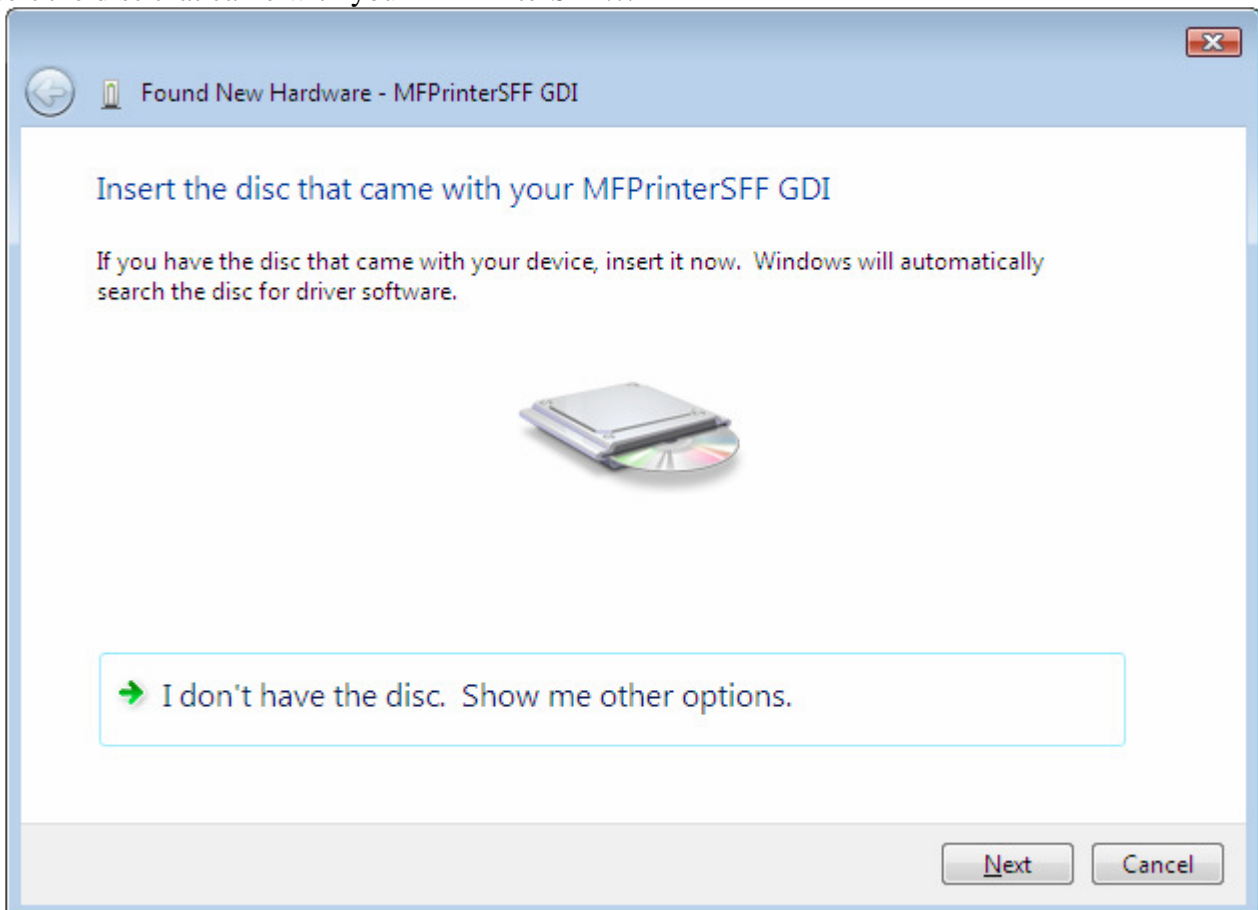 Found New Hardware - MFPrinterSFF GDI
Insert the disc that came with your MFPrinterSFF GDI
If you have the disc that came with your device, insert it now.  Windows will automatically
search the disc for driver software.
I don't have the disc.  Show me other options.
Next Cancel